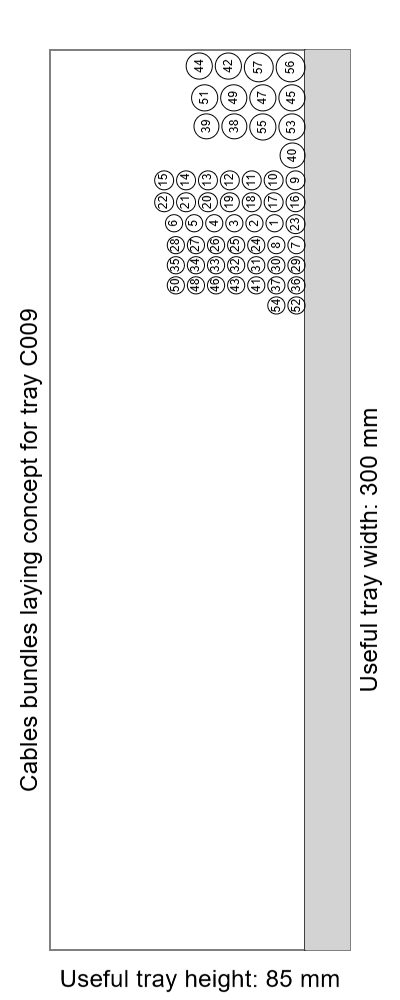 Cables bundles laying concept for tray C009
44 42 57 56
51 49 47 45
39 38 55 53
40
15 14 13 12 11 10 9
22 21 20 19 18 17 16
6 5 4 3 2 1 23
28 27 26 25 24 8 7
35 34 33 32 31 30 29
50 48 46 43 41 37 36
54 52
Useful tray width: 300 mm
Useful tray height: 85 mm